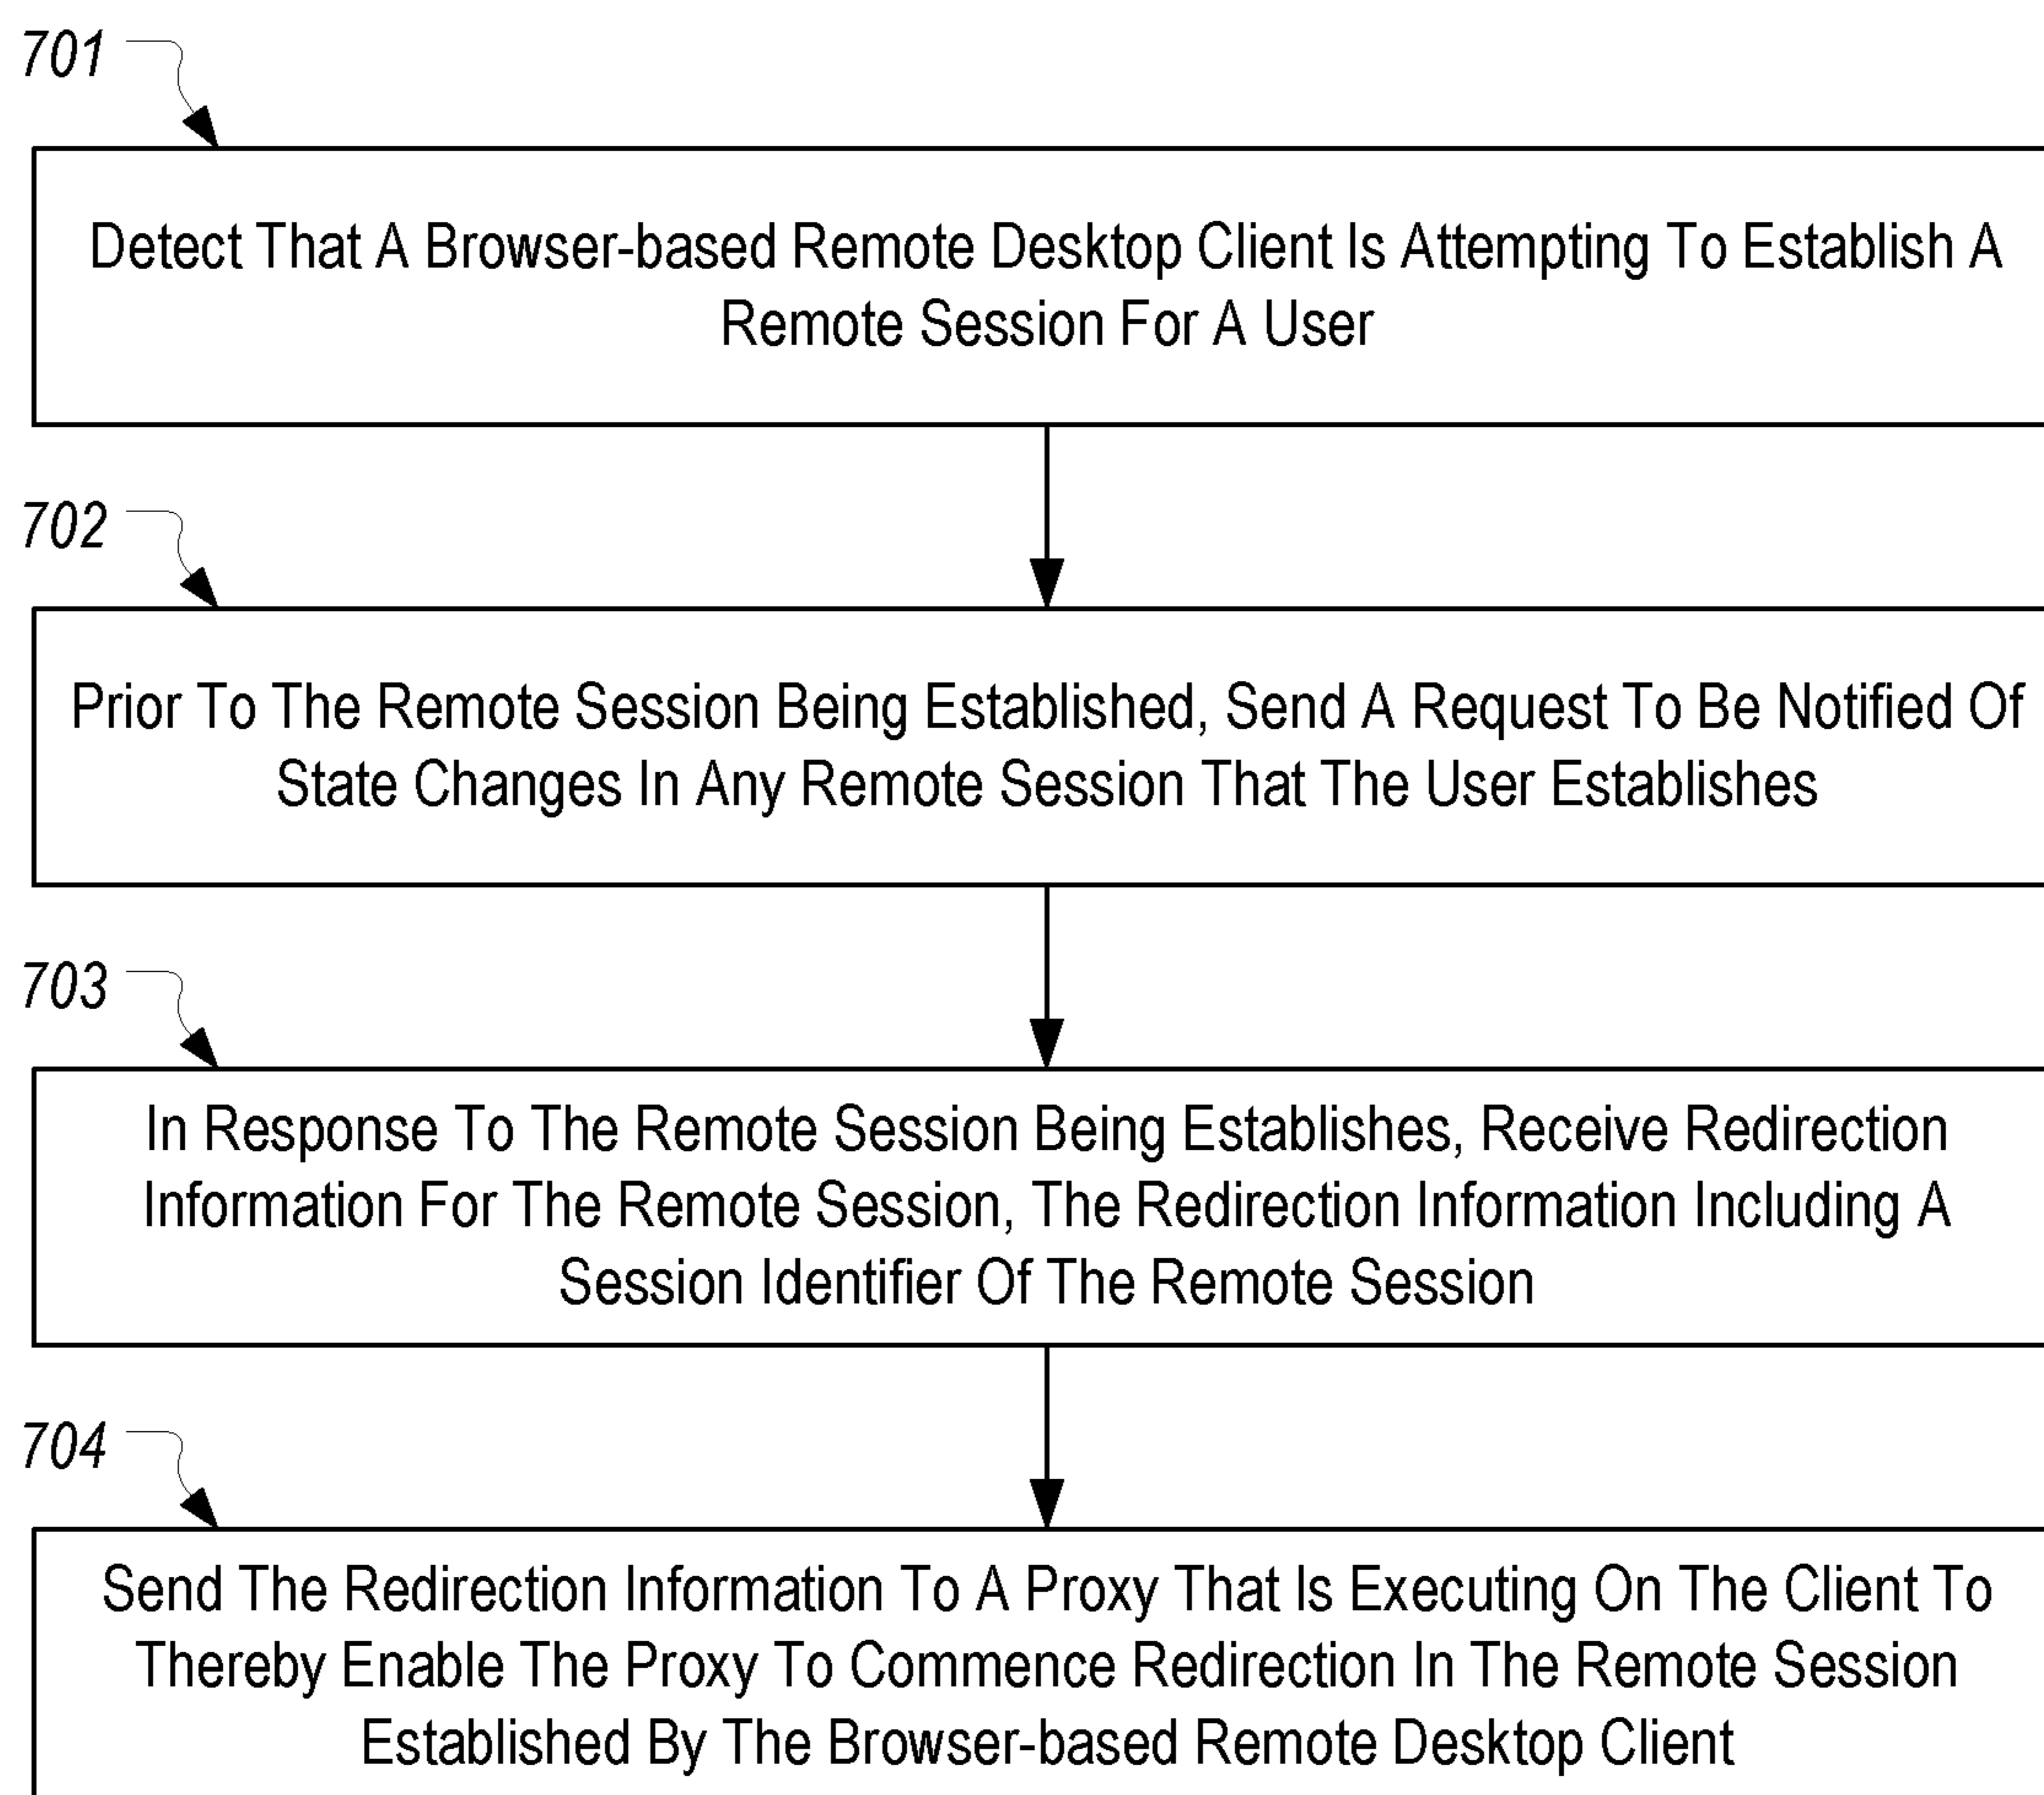 701
Detect That A Browser-based Remote Desktop Client Is Attempting To Establish A
Remote Session For A User
702
Prior To The Remote Session Being Established, Send A Request To Be Notified Of
State Changes In Any Remote Session That The User Establishes
703
In Response To The Remote Session Being Establishes, Receive Redirection
Information For The Remote Session, The Redirection Information Including A
Session Identifier Of The Remote Session
704
Send The Redirection Information To A Proxy That Is Executing On The Client To
Thereby Enable The Proxy To Commence Redirection In The Remote Session
Established By The Browser-based Remote Desktop Client